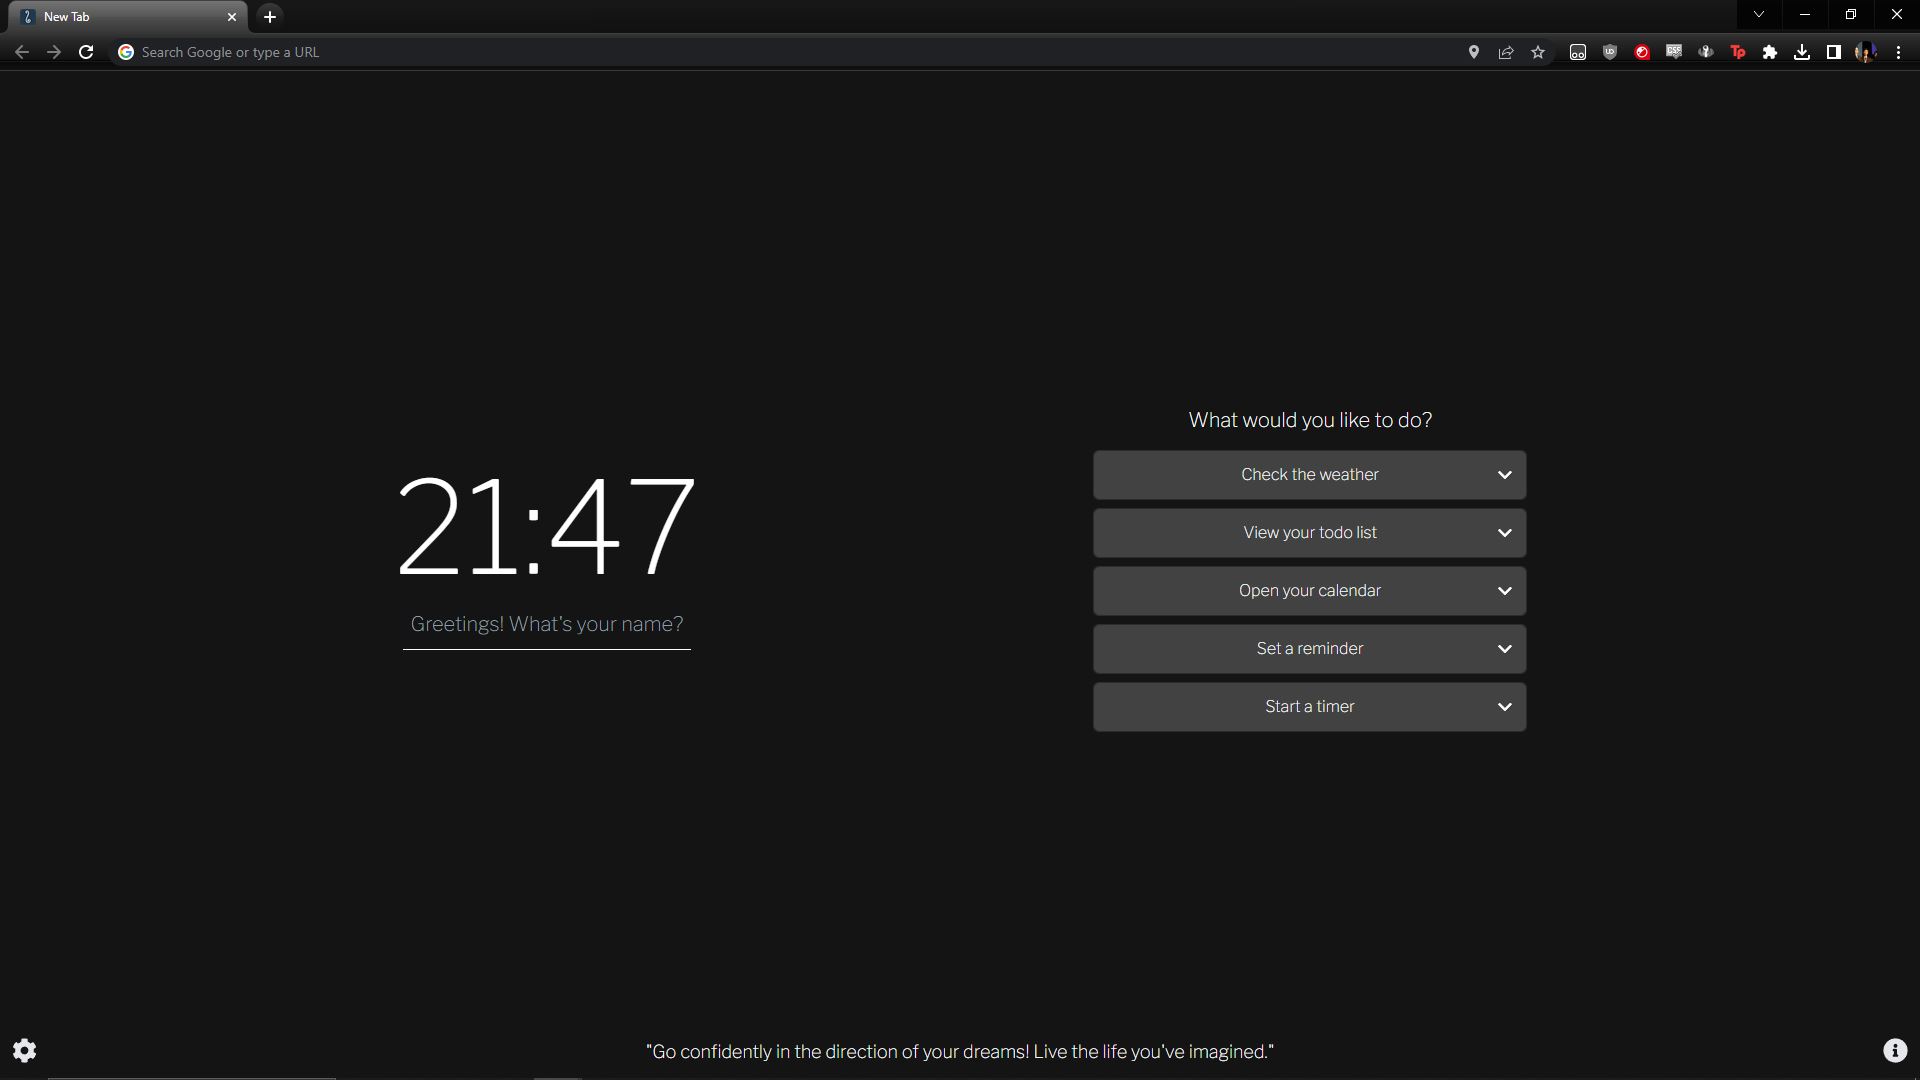 New Tab
Search Google or type a URL
What would you like to do?
Check the weather
21:47
View your todo list
Open your calendar
Greetings! What's your name?
Set a reminder
Start a timer
"Go confidently in the direction of your dreams! Live the life you've imagined."